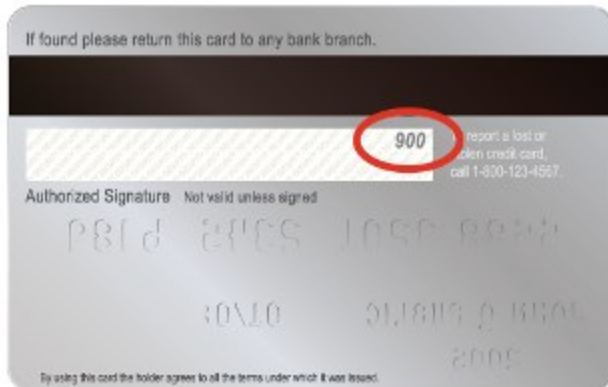 If found please return this card to any bank branch.
900
To report a lost or
stolen credit card,
call 1-800-123-4567.
Authorized Signature Not valid unless signed
By using this card the holder agrees to all the terms under which it was issued.